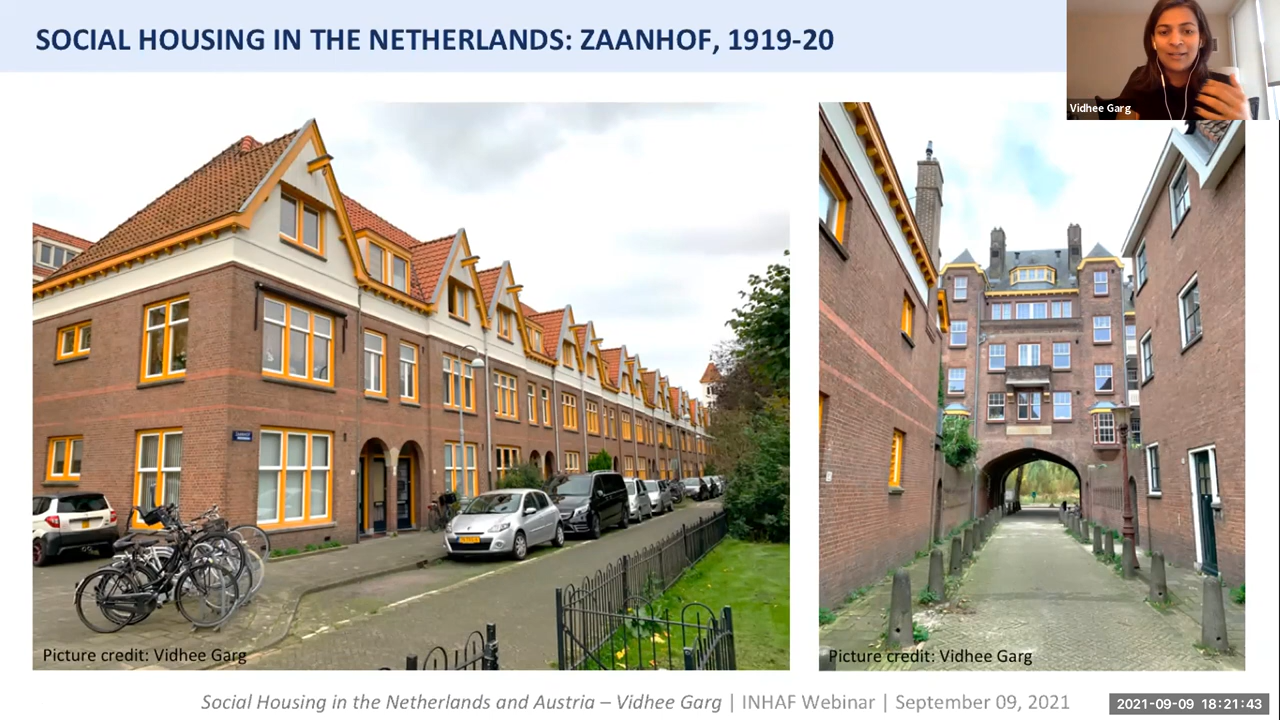 SOCIAL HOUSING IN THE NETHERLANDS: ZAANHOF, 1919-20
Vidhee Garg
Picture credit: Vidhee Garg
Picture credit: Vidhee Garg
Social Housing in the Netherlands and Austria – Vidhee Garg | INHAF Webinar | September 09, 2021
2021-09-09 18:21:43